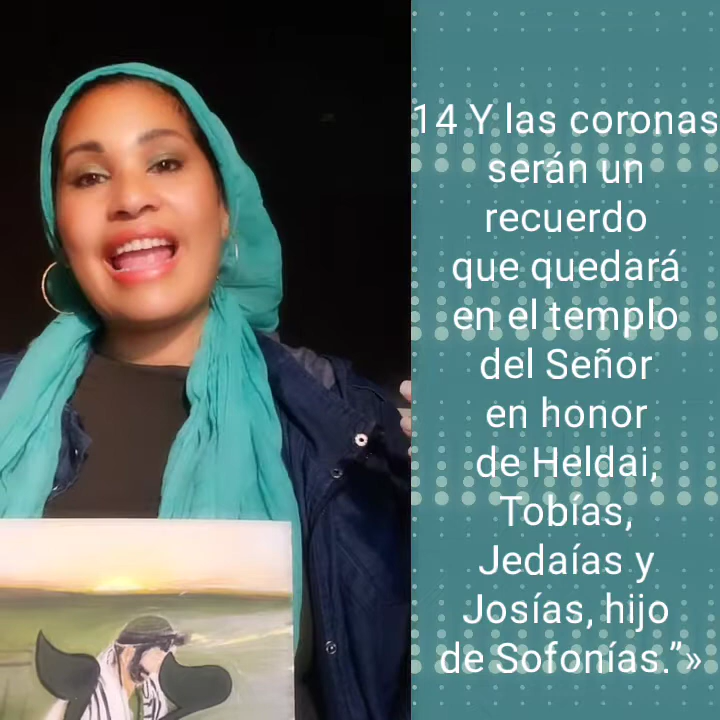 14 Y las coronas
serán un
recuerdo
que quedará
en el templo
del Señor
en honor
de Heldai,
Tobías,
Jedaías y
Josías, hijo
de Sofonías.”»